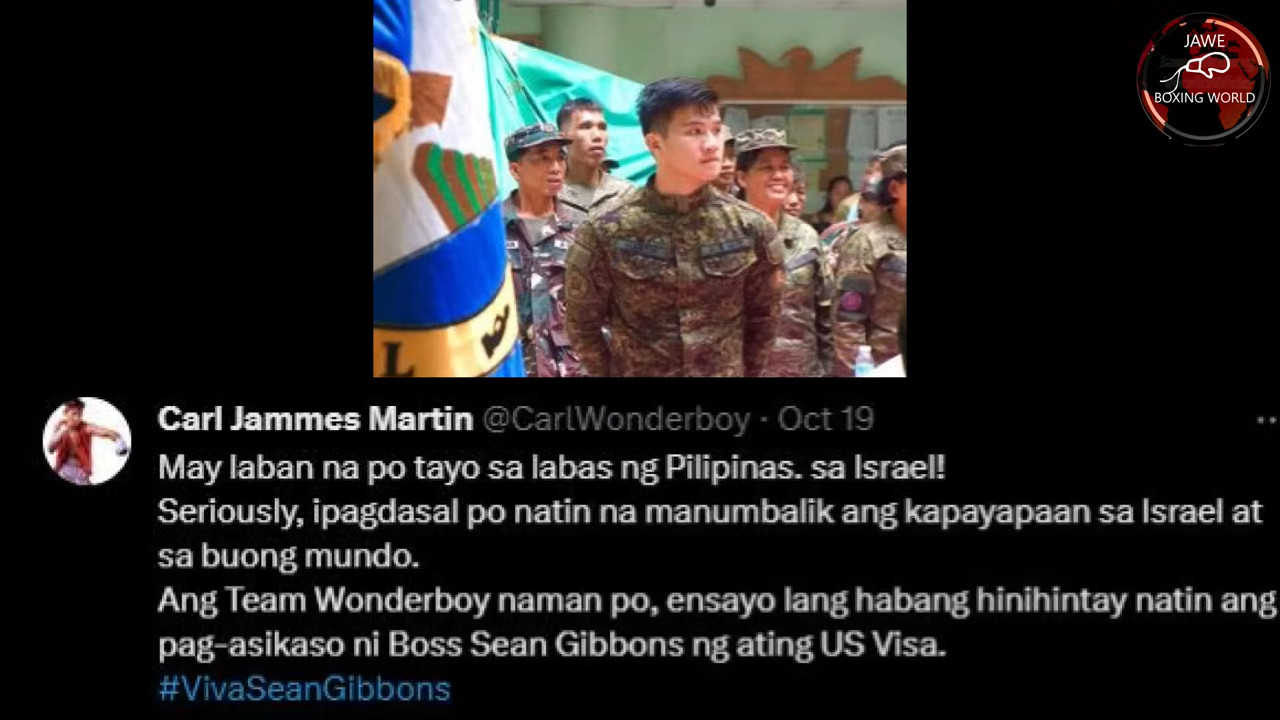 JAWE
BOXING WORLD
L
Carl Jammes Martin @CarlWonderboy · Oct 19
May laban na po tayo sa labas ng Pilipinas. sa Israel!
Seriously, ipagdasal po natin na manumbalik ang kapayapaan sa Israel at
sa buong mundo.
Ang Team Wonderboy naman po, ensayo lang habang hinihintay natin ang
pag-asikaso ni Boss Sean Gibbons ng ating US Visa.
#VivaSeanGibbons